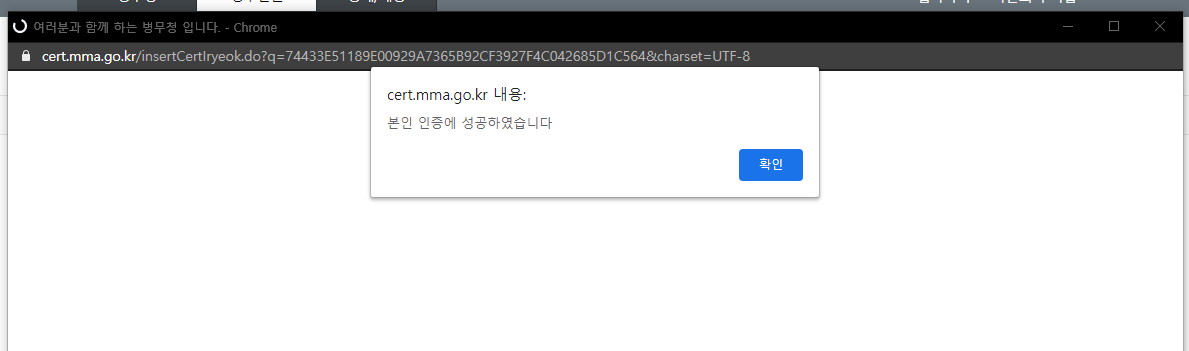 여러분과 함께 하는 병무청 입니다. - Chrome
cert.mma.go.kr/insertCertIryeok.do?q=74433E51189E00929A7365B92CF3927F4C042685D1C564&charset=UTF-8
cert.mma.go.kr 내용:
본인 인증에 성공하였습니다
확인